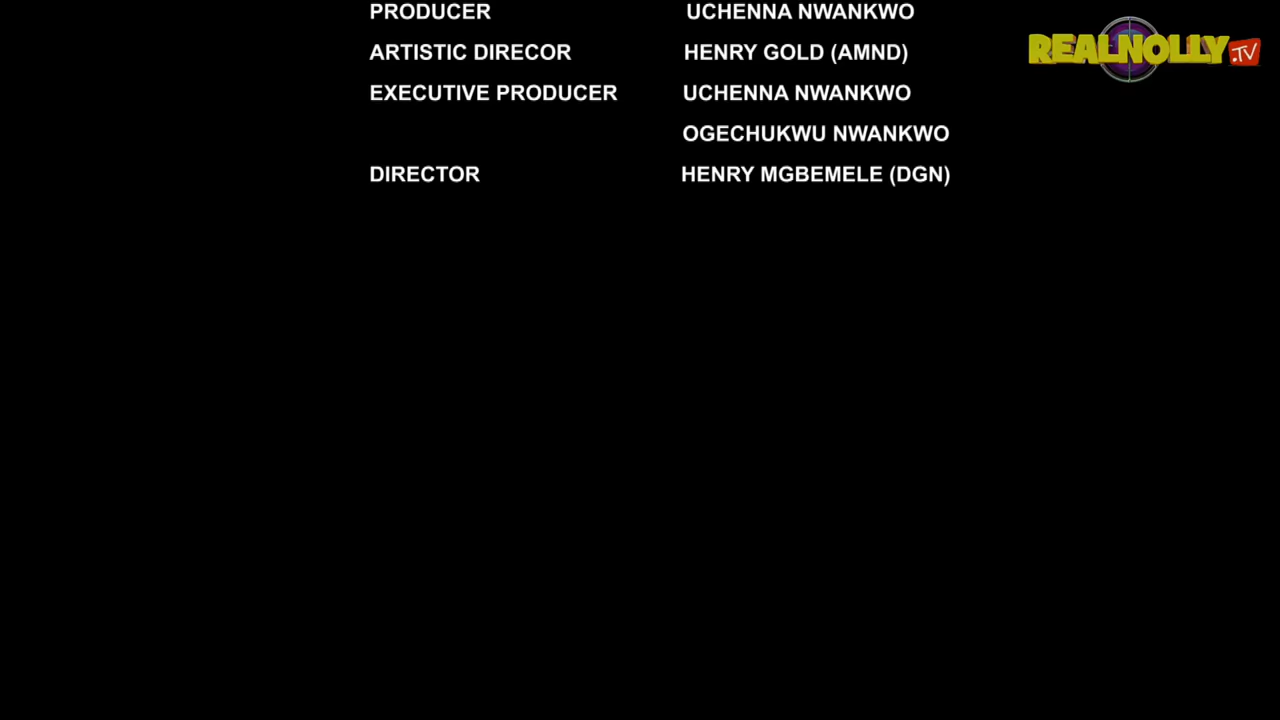 PRODUCER UCHENNA NWANKWO
REALNOLLY.TV
ARTISTIC DIRECOR HENRY GOLD (AMND)
EXECUTIVE PRODUCER UCHENNA NWANKWO
OGECHUKWU NWANKWO
DIRECTOR HENRY MGBEMELE (DGN)